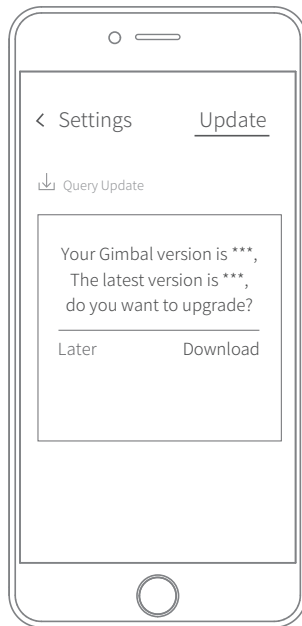 Settings Update
Query Update
Your Gimbal version is ***,
The latest version is ***,
do you want to upgrade?
Later Download